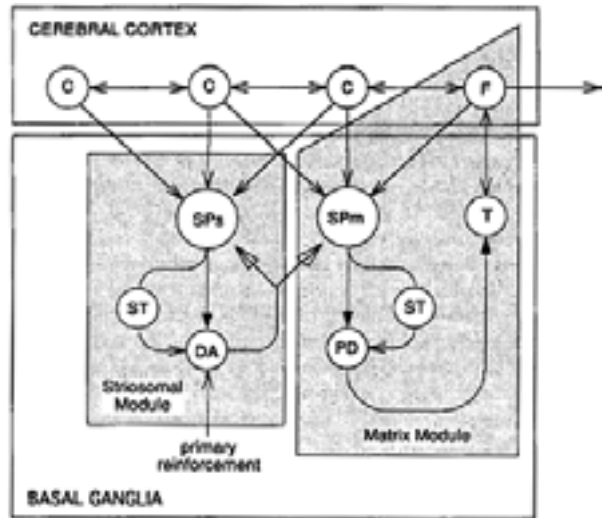 CEREBRAL CORTEX
C C C F
SPs SPm T
ST ST
DA PD
Striosomal
Module
Matrix Module
primary
reinforcement
BASAL GANGLIA